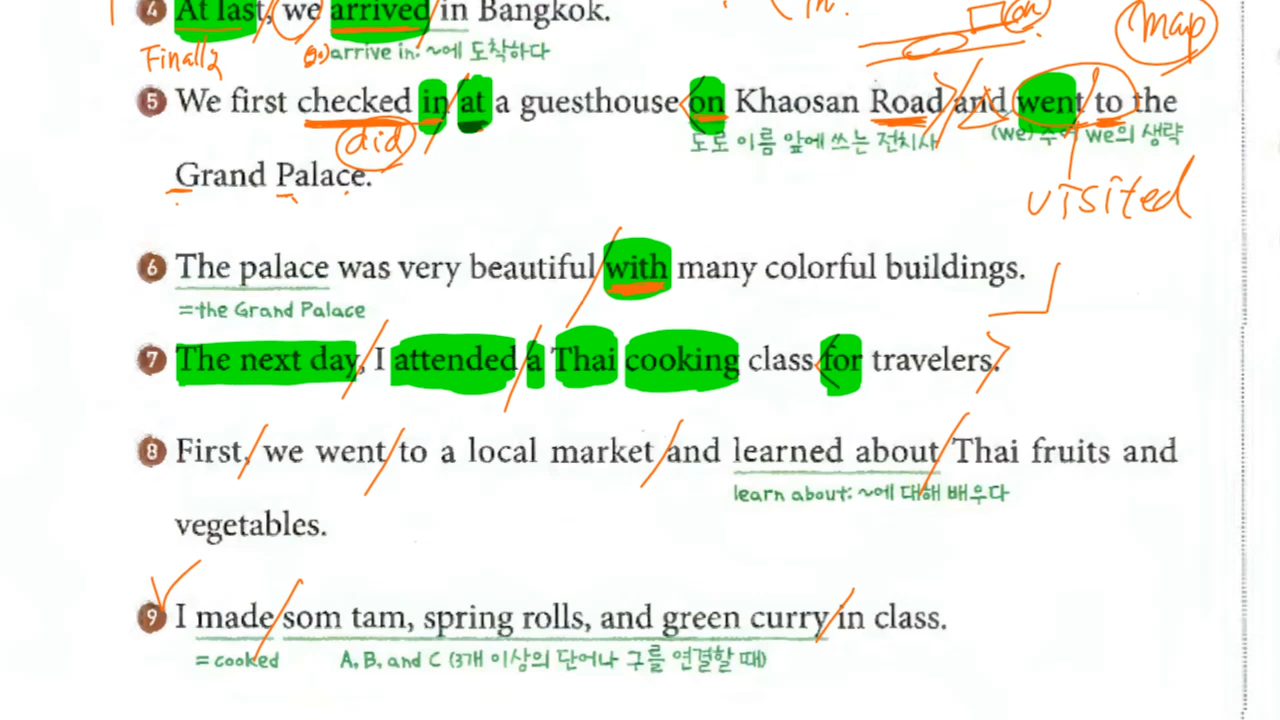 4 At last, we arrived in Bangkok. in.
on
map
Finally
arrive in: ~에 도착하다
5 We first checked in at a guesthouse on Khaosan Road and went to the
did
도로 이름 앞에 쓰는 전치사
(we) we의 생략
Grand Palace.
visited
6 The palace was very beautiful with many colorful buildings.
=the Grand Palace
7 The next day, I attended a Thai cooking class for travelers.
8 First, we went to a local market and learned about Thai fruits and
learn about: ~에 대해 배우다
vegetables.
9 I made som tam, spring rolls, and green curry in class.
= cooked A, B, and C (3개 이상의 단어나 구를 연결할 때)